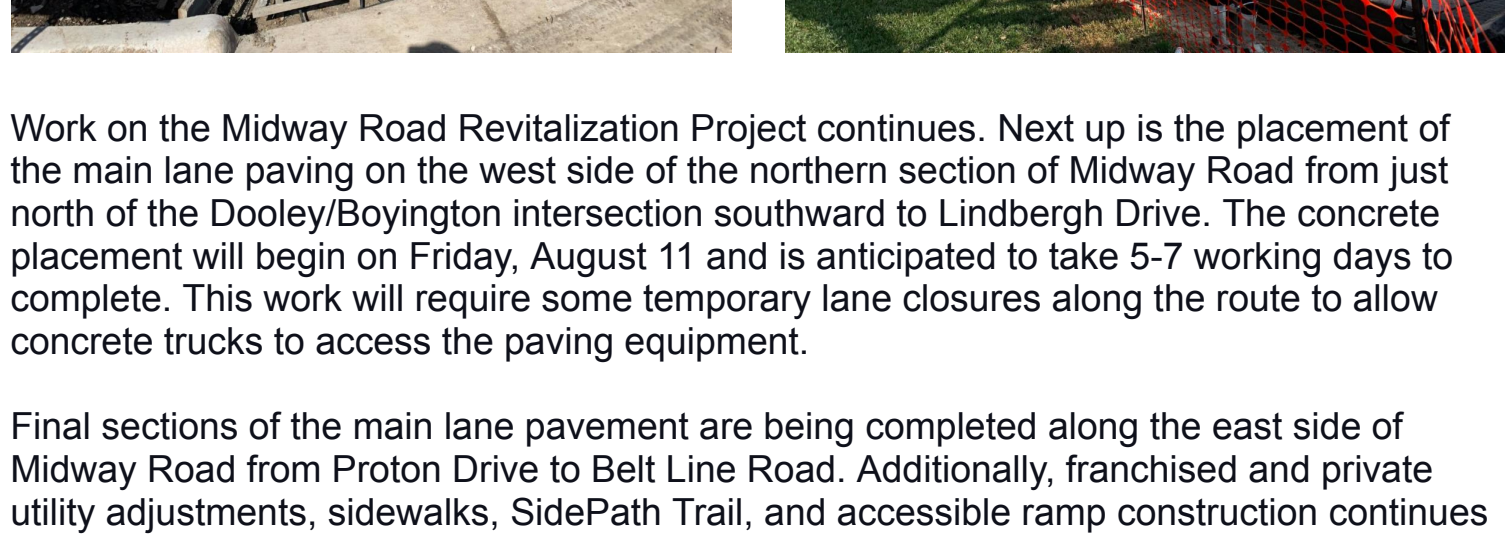 Work on the Midway Road Revitalization Project continues. Next up is the placement of
the main lane paving on the west side of the northern section of Midway Road from just
north of the Dooley/Boyington intersection southward to Lindbergh Drive. The concrete
placement will begin on Friday, August 11 and is anticipated to take 5-7 working days to
complete. This work will require some temporary lane closures along the route to allow
concrete trucks to access the paving equipment.
Final sections of the main lane pavement are being completed along the east side of
Midway Road from Proton Drive to Belt Line Road. Additionally, franchised and private
utility adjustments, sidewalks, SidePath Trail, and accessible ramp construction continues